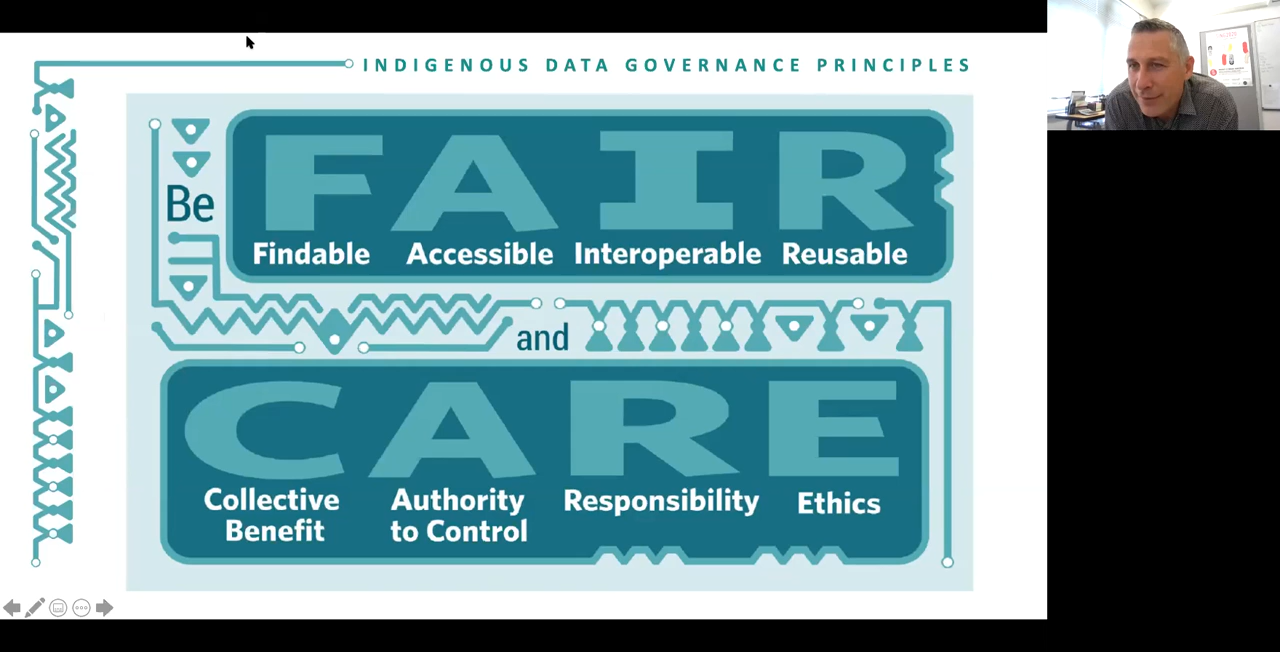 INDIGENOUS DATA GOVERNANCE PRINCIPLES
Be
FAIR
Findable Accessible Interoperable Reusable
and
CARE
Collective Benefit Authority to Control Responsibility Ethics